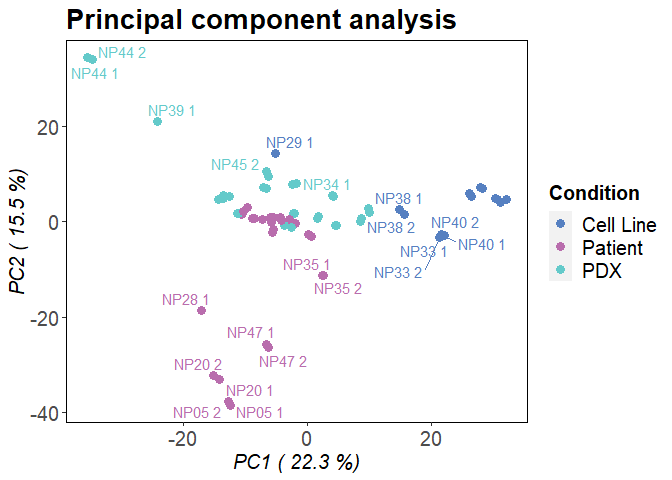 Principal component analysis
NP44 2
NP44 1
NP39 1
NP29 1
NP45 2
NP34 1
NP38 1
NP38 2
NP40 2
NP33 1
NP40 1
NP33 2
NP35 1
NP35 2
NP28 1
NP47 1
NP47 2
NP20 2
NP20 1
NP05 2
NP05 1
20
0
-20
-40
PC2 ( 15.5 %)
-20
0
20
PC1 ( 22.3 %)
Condition
Cell Line
Patient
PDX